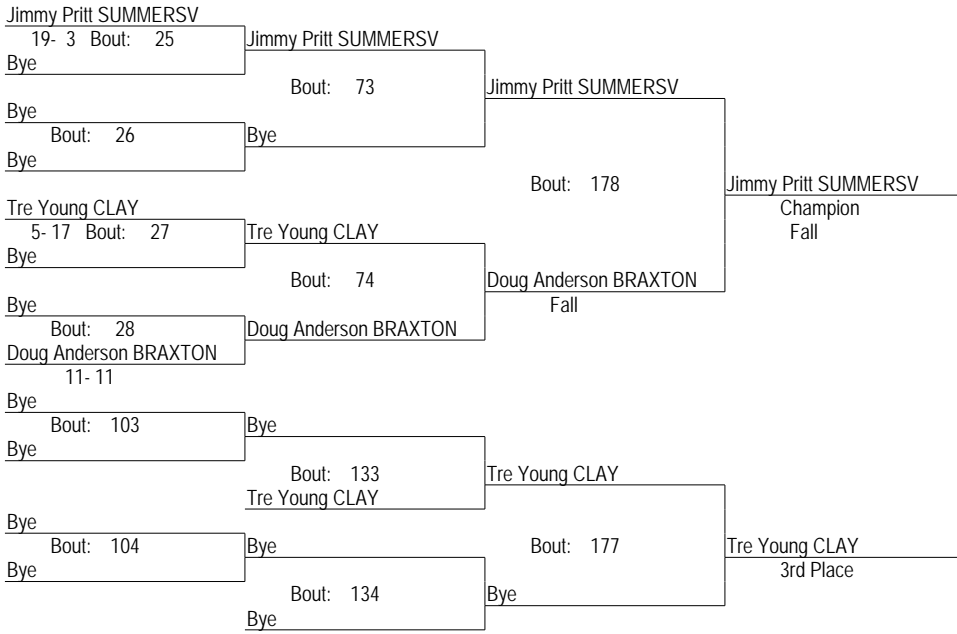 Jimmy Pritt SUMMERSV
19- 3 Bout: 25 Jimmy Pritt SUMMERSV
Bye
Bout: 73 Jimmy Pritt SUMMERSV
Bye
Bout: 26 Bye
Bye
Bout: 178 Jimmy Pritt SUMMERSV
Tre Young CLAY Champion
5- 17 Bout: 27 Tre Young CLAY Fall
Bye
Bout: 74 Doug Anderson BRAXTON
Bye Fall
Bout: 28 Doug Anderson BRAXTON
Doug Anderson BRAXTON
11- 11
Bye
Bout: 103 Bye
Bye
Bout: 133 Tre Young CLAY
Tre Young CLAY
Bye
Bout: 104 Bye Bout: 177 Tre Young CLAY
Bye 3rd Place
Bout: 134 Bye
Bye